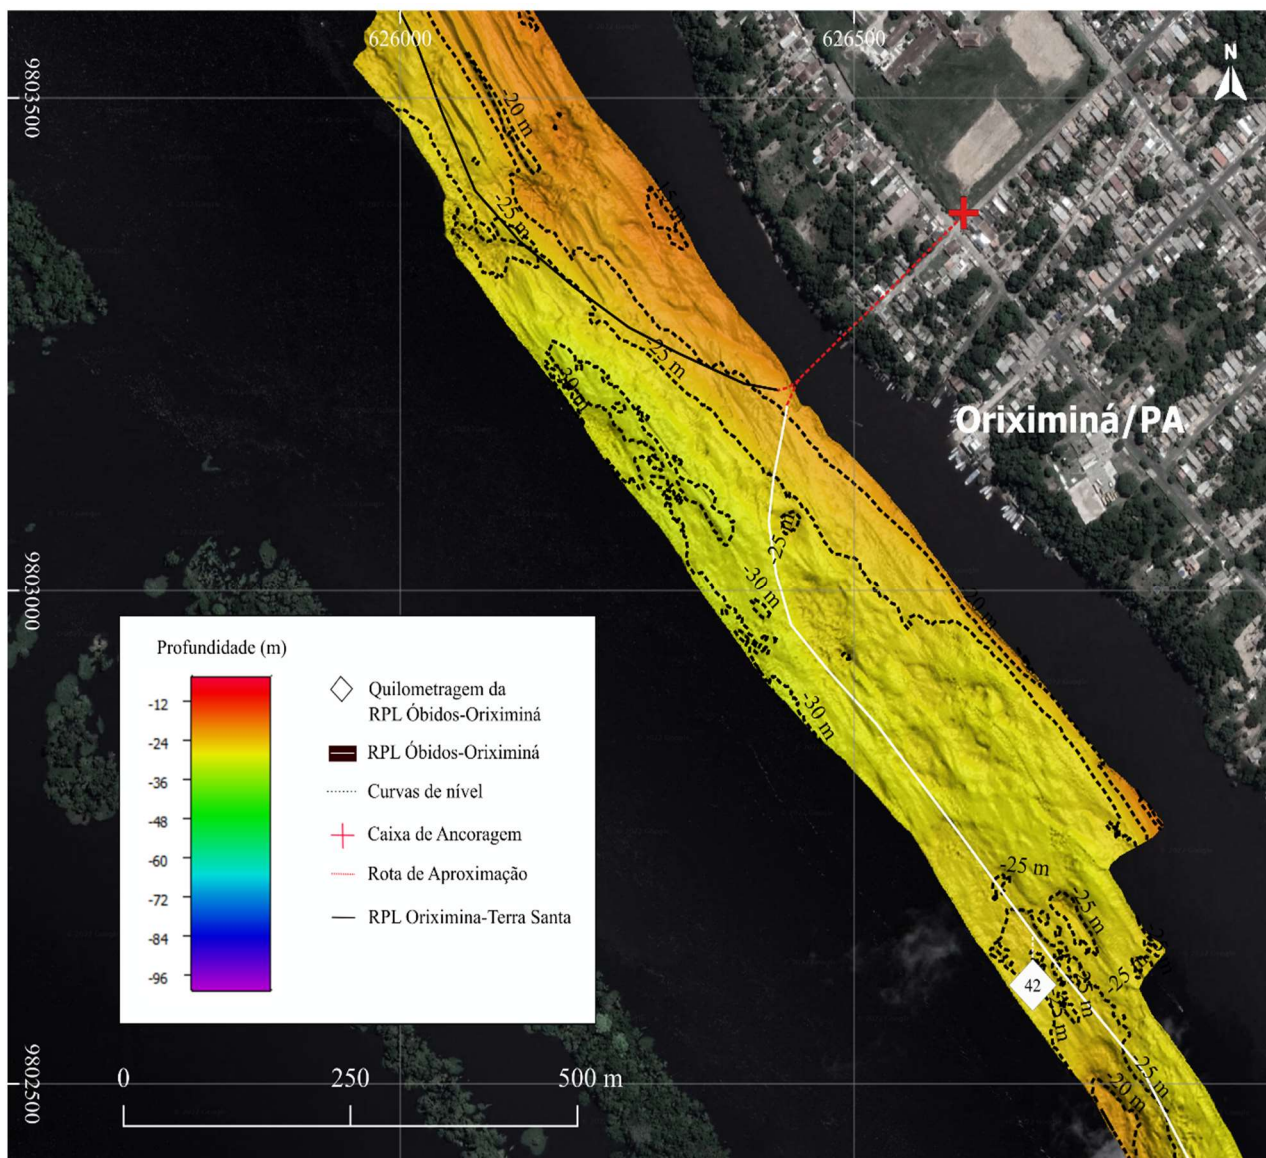 626000
626500
N
9803500
-20 m
-15 m
-25 m
-25 m
-30 m
Oriximiná/PA
-25 m
-30 m
-20 m
9803000
-30 m
Profundidade (m)
-12
-24
-36
-48
-60
-72
-84
-96
Quilometragem da
RPL Óbidos-Oriximiná
RPL Óbidos-Oriximiná
Curvas de nível
Caixa de Ancoragem
Rota de Aproximação
RPL Oriximina-Terra Santa
-25 m
-25 m
-25 m
42
-25 m
-20 m
0
250
500 m
9802500